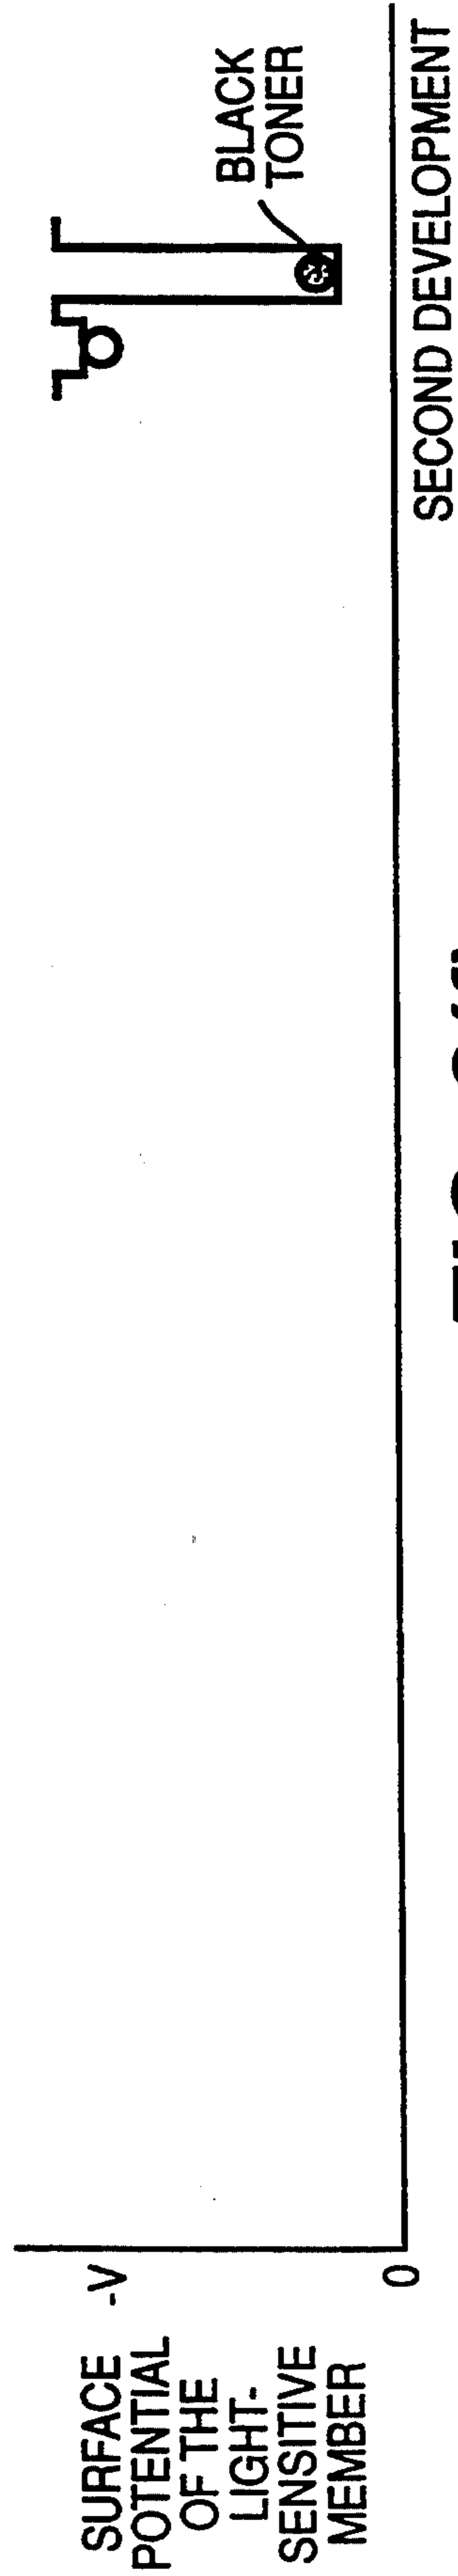 SURFACE
POTENTIAL
OF THE
LIGHT-
SENSITIVE
MEMBER
-V
0
BLACK
TONER
SECOND DEVELOPMENT